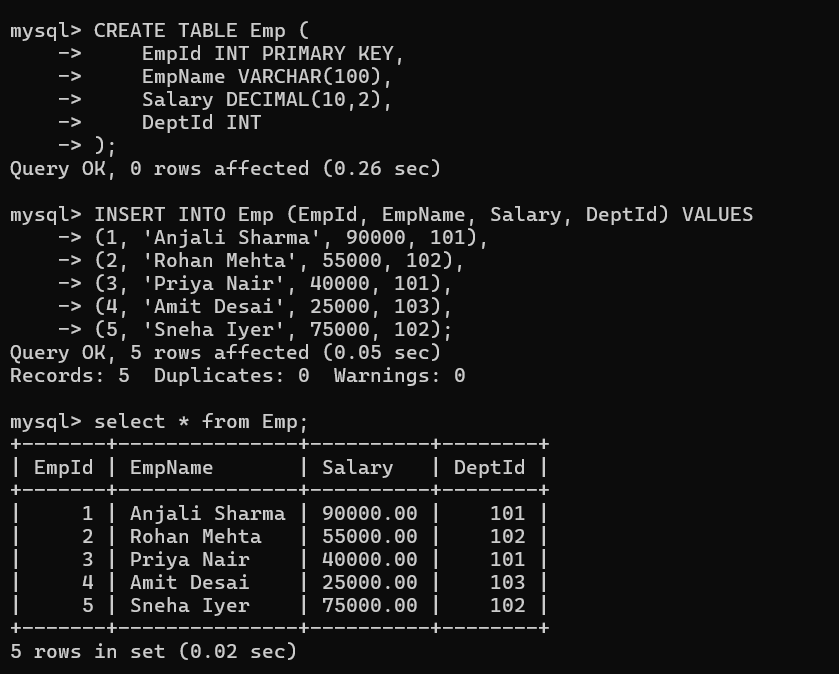 mysql> CREATE TABLE Emp (
    ->     EmpId INT PRIMARY KEY,
    ->     EmpName VARCHAR(100),
    ->     Salary DECIMAL(10,2),
    ->     DeptId INT
    -> );
Query OK, 0 rows affected (0.26 sec)

mysql> INSERT INTO Emp (EmpId, EmpName, Salary, DeptId) VALUES
    -> (1, 'Anjali Sharma', 90000, 101),
    -> (2, 'Rohan Mehta', 55000, 102),
    -> (3, 'Priya Nair', 40000, 101),
    -> (4, 'Amit Desai', 25000, 103),
    -> (5, 'Sneha Iyer', 75000, 102);
Query OK, 5 rows affected (0.05 sec)
Records: 5  Duplicates: 0  Warnings: 0

mysql> select * from Emp;
+-------+---------------+----------+--------+
| EmpId | EmpName       | Salary   | DeptId |
+-------+---------------+----------+--------+
|     1 | Anjali Sharma | 90000.00 |    101 |
|     2 | Rohan Mehta   | 55000.00 |    102 |
|     3 | Priya Nair    | 40000.00 |    101 |
|     4 | Amit Desai    | 25000.00 |    103 |
|     5 | Sneha Iyer    | 75000.00 |    102 |
+-------+---------------+----------+--------+
5 rows in set (0.02 sec)